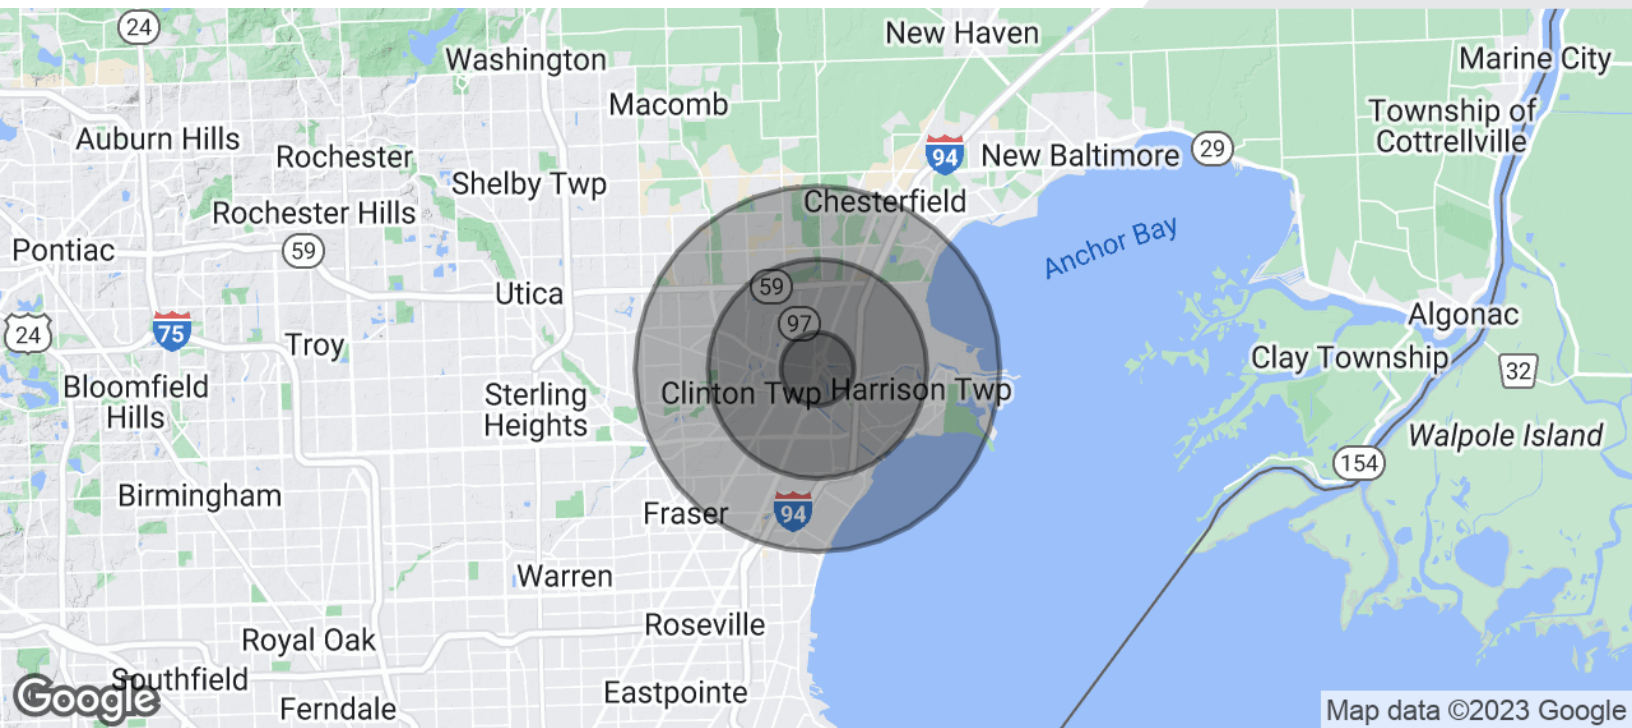 24
New Haven
Washington
Marine City
Macomb
Township of
Cottrellville
Auburn Hills
Rochester
94
New Baltimore
29
Shelby Twp
Chesterfield
Rochester Hills
Pontiac
59
Anchor Bay
59
Utica
97
24
75
Troy
Algonac
Clay Township
32
Bloomfield
Hills
Sterling
Heights
Clinton Twp
Harrison Twp
Walpole Island
154
Birmingham
Fraser
94
Warren
Roseville
Royal Oak
Southfield
Google
Eastpointe
Ferndale
Map data ©2023 Google